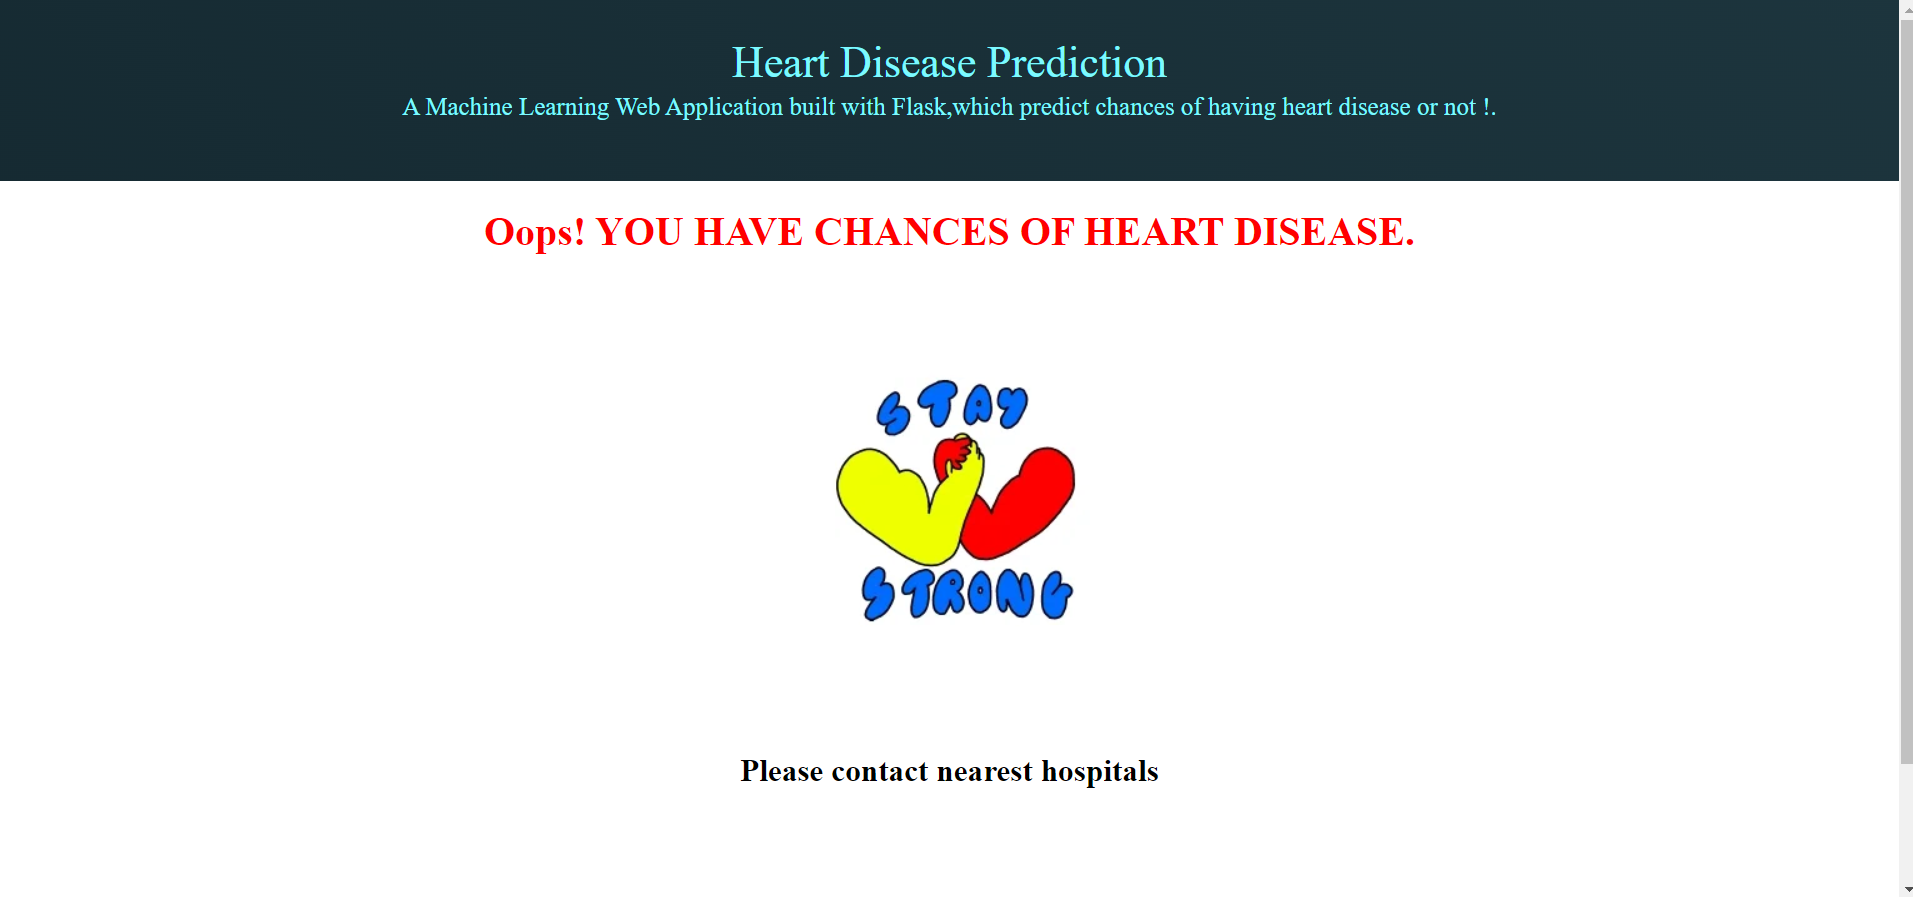 Heart Disease Prediction
A Machine Learning Web Application built with Flask,which predict chances of having heart disease or not !.
Oops! YOU HAVE CHANCES OF HEART DISEASE.
STAY
STRONG
Please contact nearest hospitals